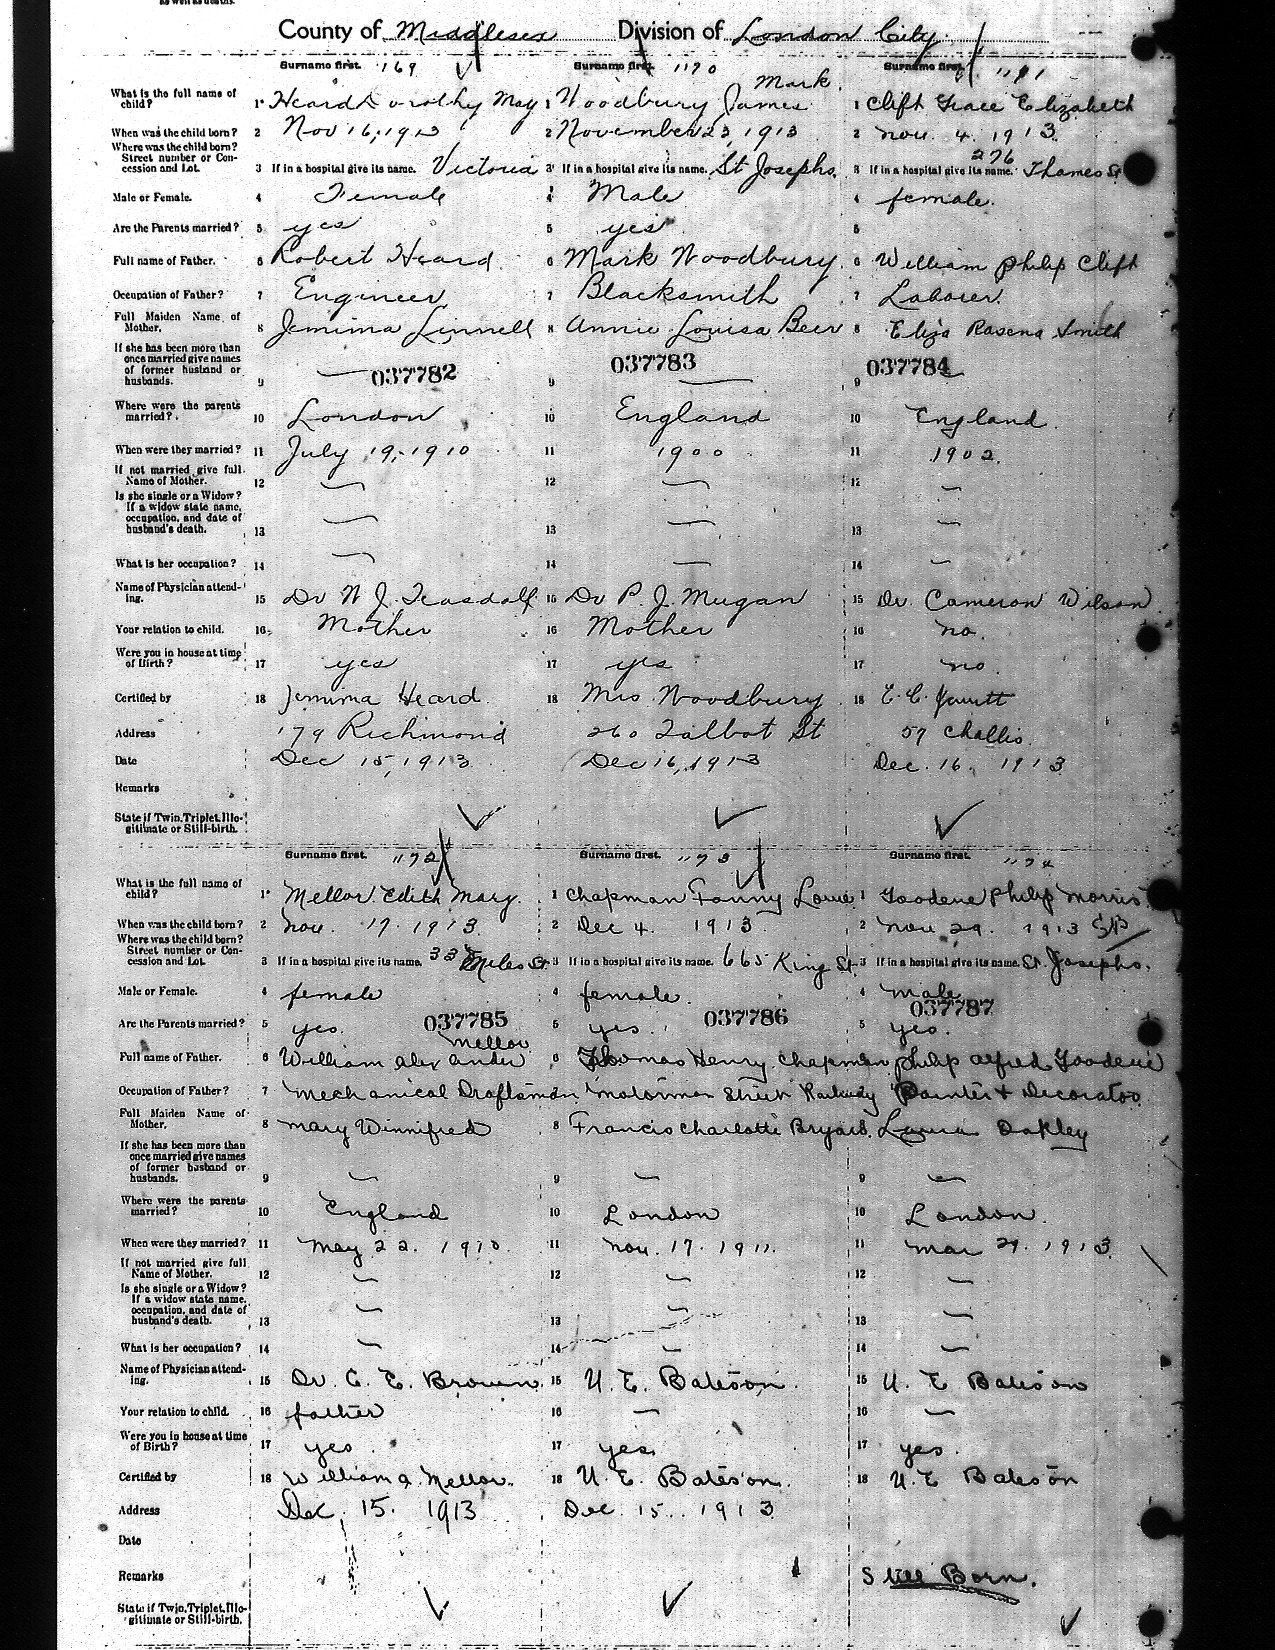 as well as deaths.
County of Middlesex Division of London City
Surname first. 169 Surname first. 1170 Surname first. 1171
Mark
What is the full name of child? 1 Heard Dorothy May 1 Woodbury James 1 Clift Grace Elizabeth
When was the child born? 2 Nov 16, 1913 2 November 23, 1913 2 Nov. 4. 1913
Where was the child born? Street number or Concession and Lot. 3 If in a hospital give its name. Victoria 3 If in a hospital give its name. St Josephs. 3 If in a hospital give its name. 276 Thames St
Male or Female. 4 Female 4 Male 4 female.
Are the Parents married? 5 yes 5 yes 5
Full name of Father. 6 Robert Heard 6 Mark Woodbury 6 William Philip Clift
Occupation of Father? 7 Engineer 7 Blacksmith 7 Laborer.
Full Maiden Name of Mother. 8 Jemima Linnell 8 Annie Louisa Beer 8 Eliza Rasena Smith
If she has been more than once married give names of former husband or husbands. 9 — 037782 9 — 037783 9 — 037784
Where were the parents married? 10 London 10 England 10 England.
When were they married? 11 July 19, 1910 11 1900 11 1902.
If not married give full Name of Mother. 12 — 12 — 12 —
Is she single or a Widow? If a widow state name, occupation, and date of husband's death. 13 — 13 — 13 —
What is her occupation? 14 — 14 — 14 —
Name of Physician attending. 15 Dr W J. Teasdall 15 Dr P. J. Mugan 15 Dr. Cameron Wilson
Your relation to child. 16 Mother 16 Mother 16 no.
Were you in house at time of Birth? 17 yes 17 yes 17 no
Certified by 18 Jemima Heard 18 Mrs Woodbury 18 E. C.
Address 179 Richmond 260 Talbot St 57 Challis.
Date Dec 15, 1913 Dec 16, 1913 Dec. 16. 1913
Remarks
State if Twin, Triplet, Illegitimate or Still-birth.
Surname first. 1172 Surname first. 1173 Surname first. 1174
What is the full name of child? 1 Mellor Edith Mary. 1 Chapman Fanny Louie 1 Goodene Philip Morris
When was the child born? 2 Nov. 17. 1913. 2 Dec 4. 1913. 2 Nov 29. 1913 SB
Where was the child born? Street number or Concession and Lot. 3 If in a hospital give its name. Miles St. 3 If in a hospital give its name. 665 King St. 3 If in a hospital give its name. St. Josephs.
Male or Female. 4 female 4 female. 4 male
Are the Parents married? 5 yes. 037785 5 yes. 037786 5 yes. 037787
Mellor
Full name of Father. 6 William Alexander 6 Thomas Henry Chapman 6 Philip Alfred Goodene
Occupation of Father? 7 Mechanical Draftsman 7 Motorman Street Railway 7 Painter & Decorator.
Full Maiden Name of Mother. 8 Mary Winnifred 8 Francis Charlotte Bryard. 8 Laura Oakley
If she has been more than once married give names of former husband or husbands. 9 — 9 — 9 —
Where were the parents married? 10 England 10 London 10 London.
When were they married? 11 May 22. 1910. 11 Nov. 17. 1911. 11 Mar 29. 1913.
If not married give full Name of Mother. 12 — 12 — 12 —
Is she single or a Widow? If a widow state name, occupation, and date of husband's death. 13 — 13 — 13 —
What is her occupation? 14 — 14 — 14 —
Name of Physician attending. 15 Dr. C. E. Brown. 15 U. E. Bateson. 15 U. E Bateson
Your relation to child. 16 father 16 — 16 —
Were you in house at time of Birth? 17 yes. 17 yes. 17 yes.
Certified by 18 William A. Mellor. 18 U. E. Bateson. 18 U. E Bateson
Address Dec. 15. 1913 Dec. 15. 1913
Date
Remarks Still Born.
State if Twin, Triplet, Illegitimate or Still-birth.